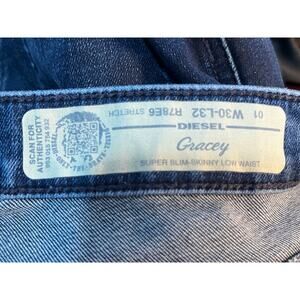 SCAN FOR
AUTHENTICITY
01 W30-L32 R78E6 STRETCH
DIESEL
Gracey
SUPER SLIM-SKINNY LOW WAIST